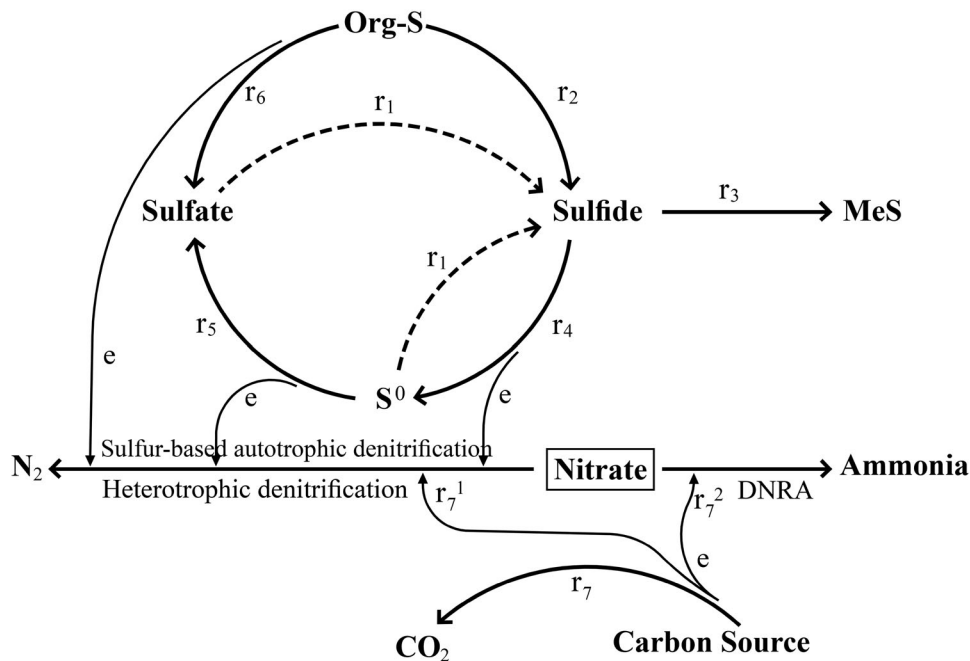 Org-S
r₆
r₁
r₂
Sulfate
Sulfide
r₃
MeS
r₁
r₅
r₄
e
e
S⁰
e
Sulfur-based autotrophic denitrification
N₂
Nitrate
Ammonia
Heterotrophic denitrification
r₇¹
r₇²
DNRA
e
r₇
CO₂
Carbon Source